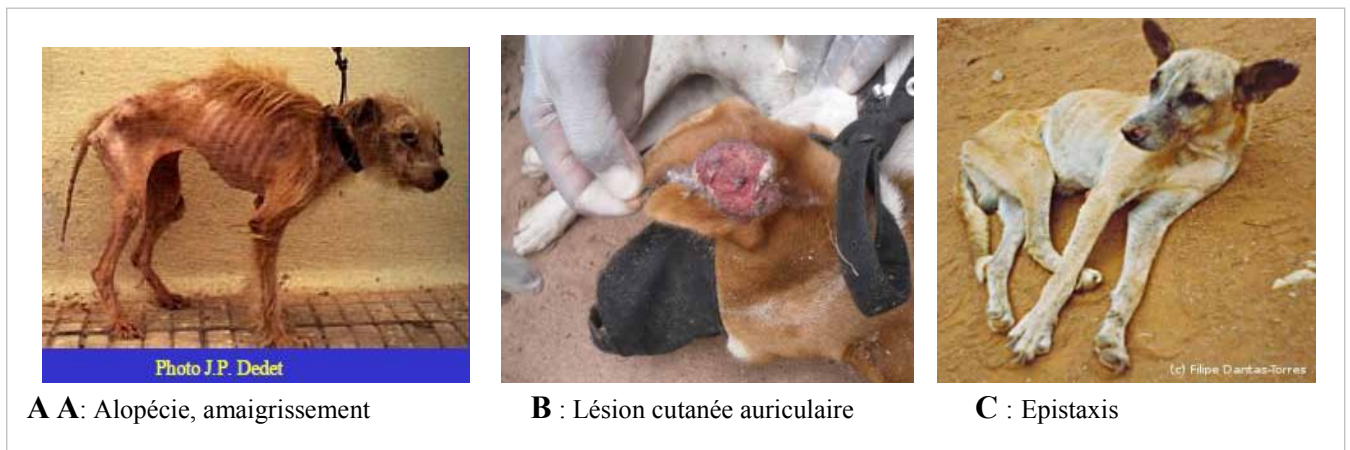 Photo J.P. Dedet
(c) Filipe Dantas-Torres
A A: Alopécie, amaigrissement
B : Lésion cutanée auriculaire
C : Epistaxis